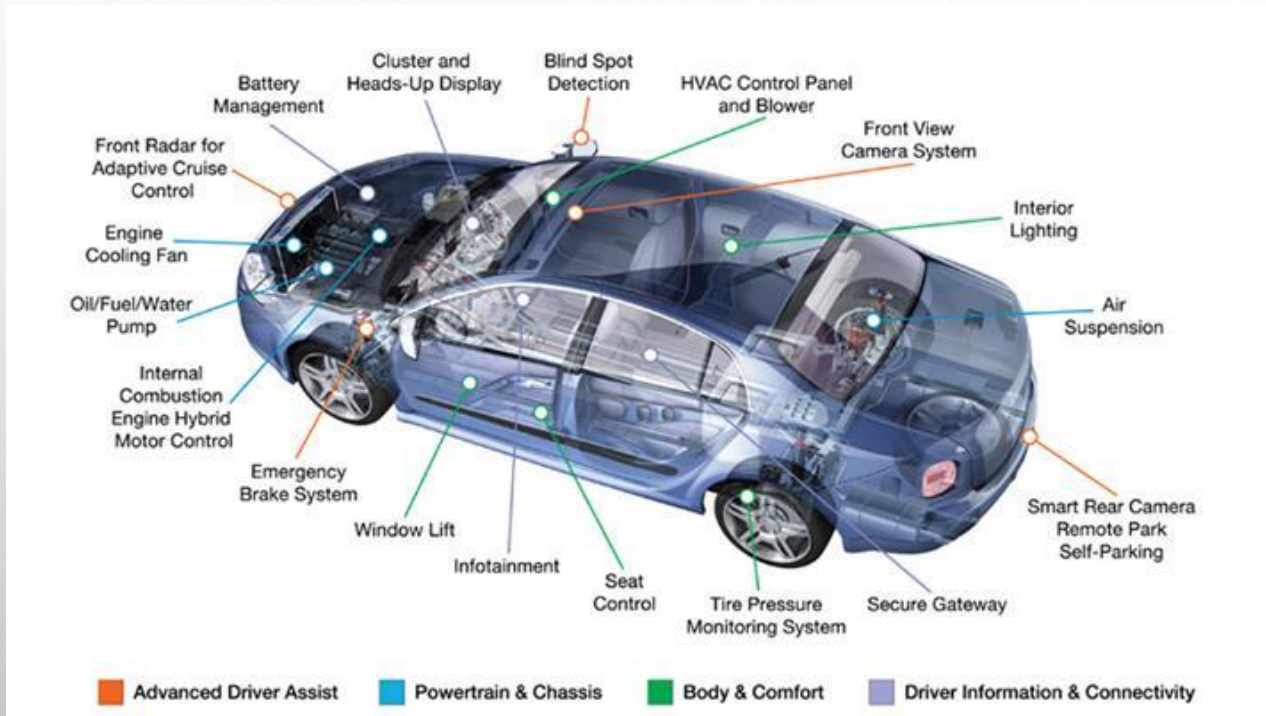 Cluster and
Heads-Up Display
Blind Spot
Detection
Battery
Management
HVAC Control Panel
and Blower
Front View
Camera System
Front Radar for
Adaptive Cruise
Control
Interior
Lighting
Engine
Cooling Fan
Oil/Fuel/Water
Pump
Air
Suspension
Internal
Combustion
Engine Hybrid
Motor Control
Emergency
Brake System
Window Lift
Infotainment
Seat
Control
Tire Pressure
Monitoring System
Secure Gateway
Smart Rear Camera
Remote Park
Self-Parking
Advanced Driver Assist
Powertrain & Chassis
Body & Comfort
Driver Information & Connectivity